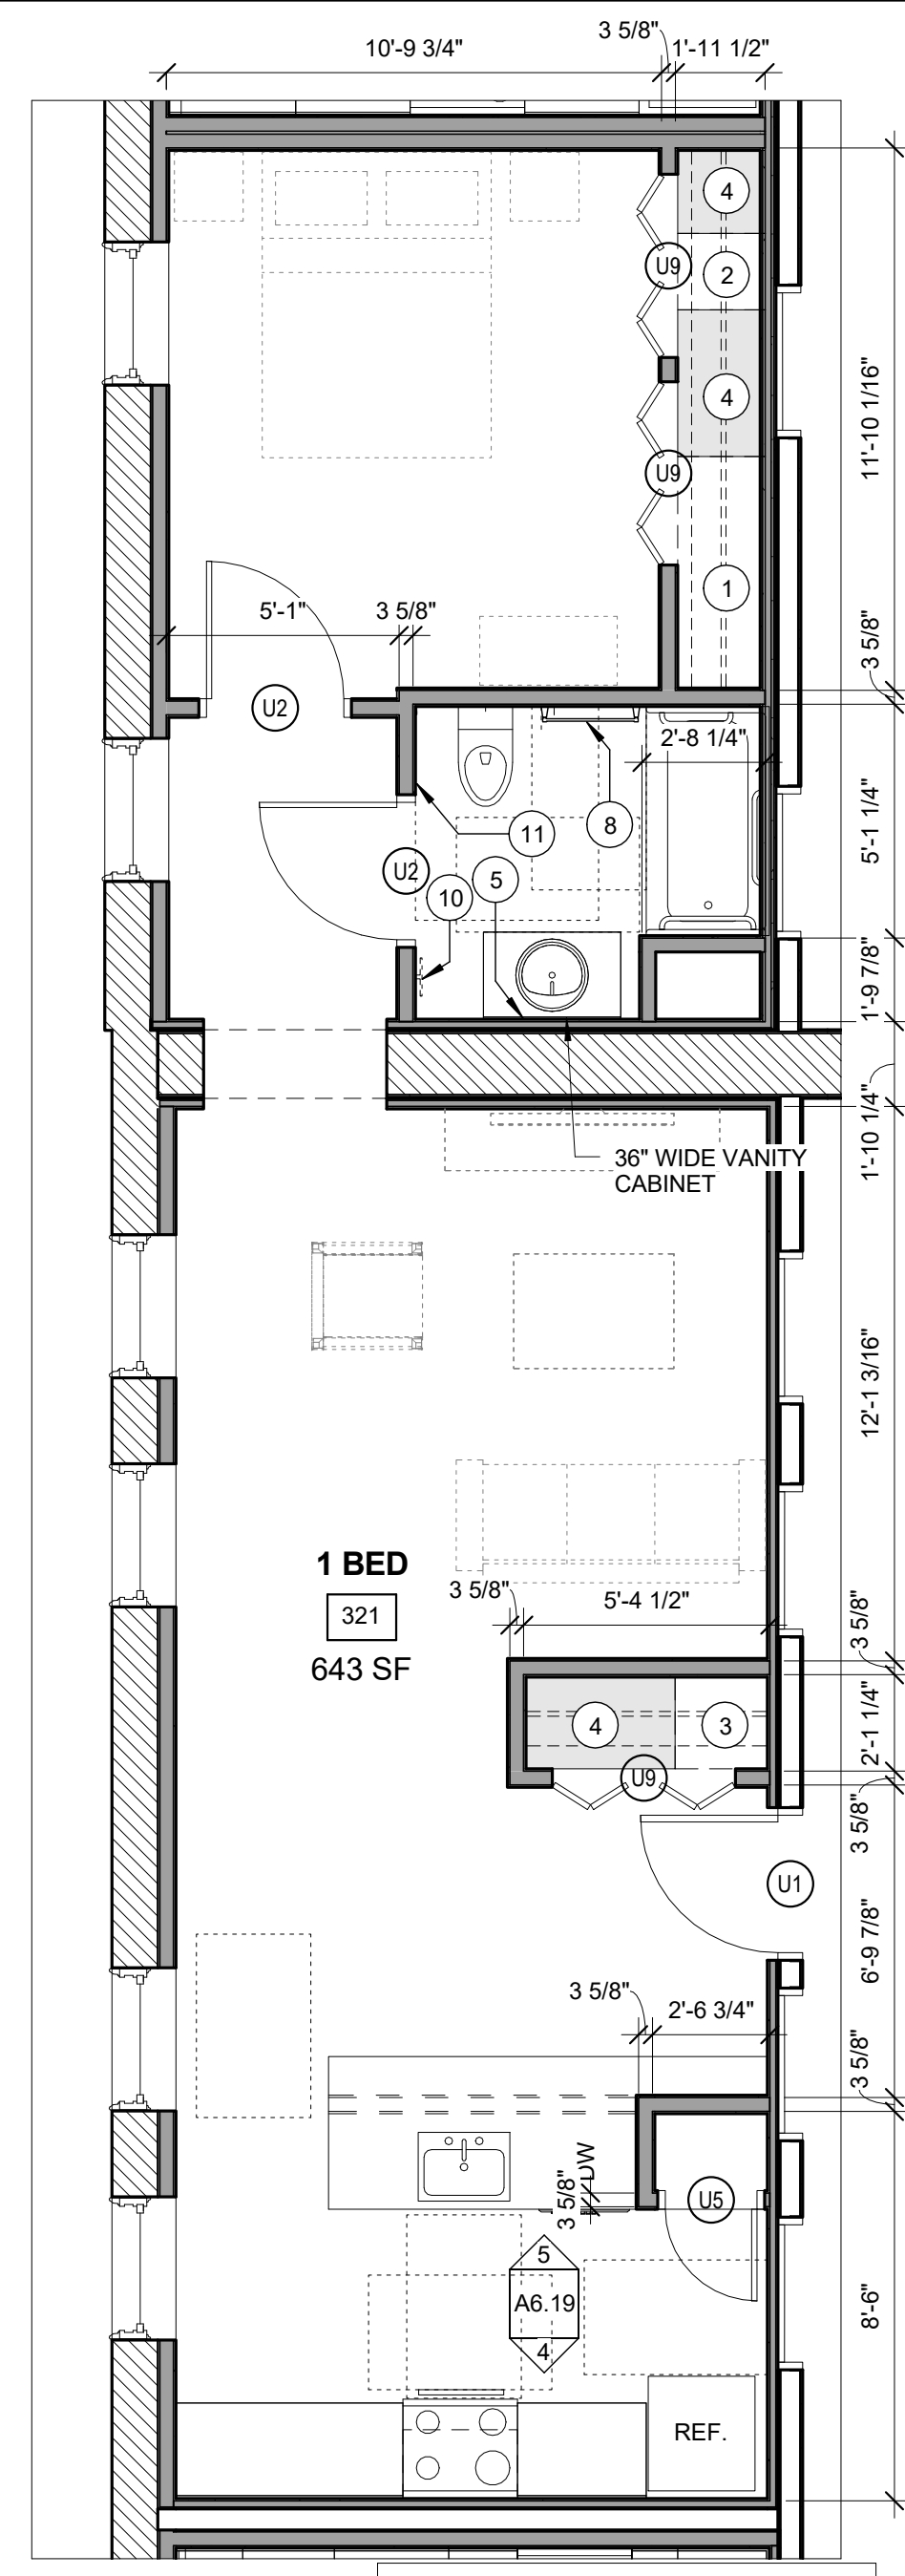 3 5/8"
10'-9 3/4"
1'-11 1/2"
4
U9
2
4
11'-10 1/16"
U9
1
5'-1"
3 5/8"
3 5/8"
U2
2'-8 1/4"
8
11
5'-1 1/4"
U2
5
10
1'-9 7/8"
1'-10 1/4"
36" WIDE VANITY
CABINET
12'-1 3/16"
1 BED
3 5/8"
5'-4 1/2"
321
3 5/8"
643 SF
4
3
2'-1 1/4"
U9
3 5/8"
U1
6'-9 7/8"
3 5/8"
2'-6 3/4"
3 5/8"
DW
3 5/8"
U5
5
A6.19
4
8'-6"
REF.